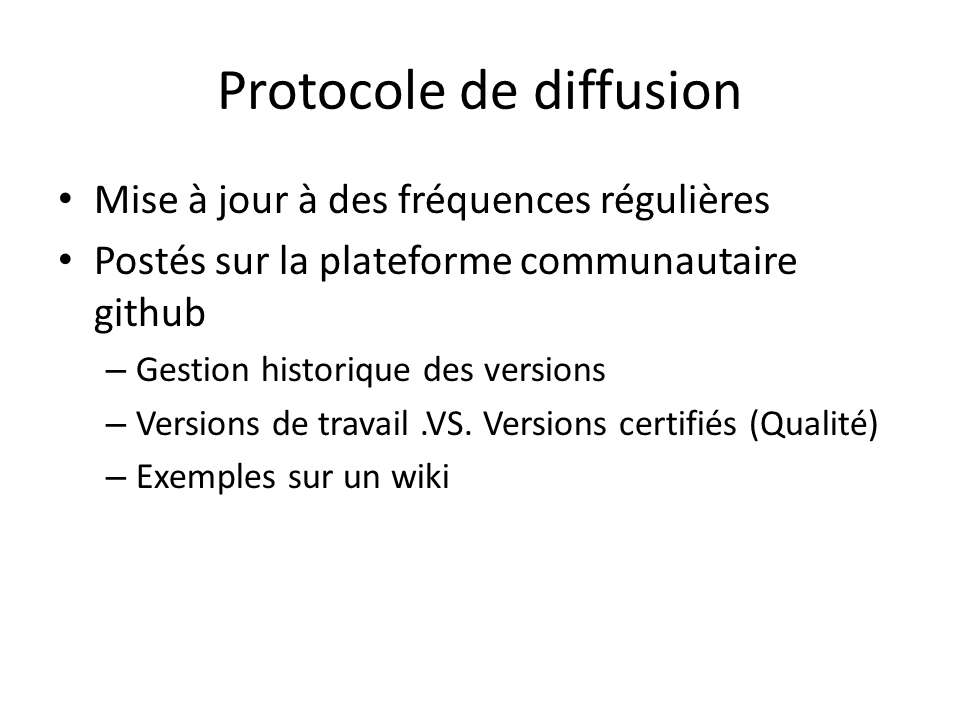 Protocole de diffusion
• Mise à jour à des fréquences régulières
• Postés sur la plateforme communautaire
github
– Gestion historique des versions
– Versions de travail .VS. Versions certifiés (Qualité)
– Exemples sur un wiki